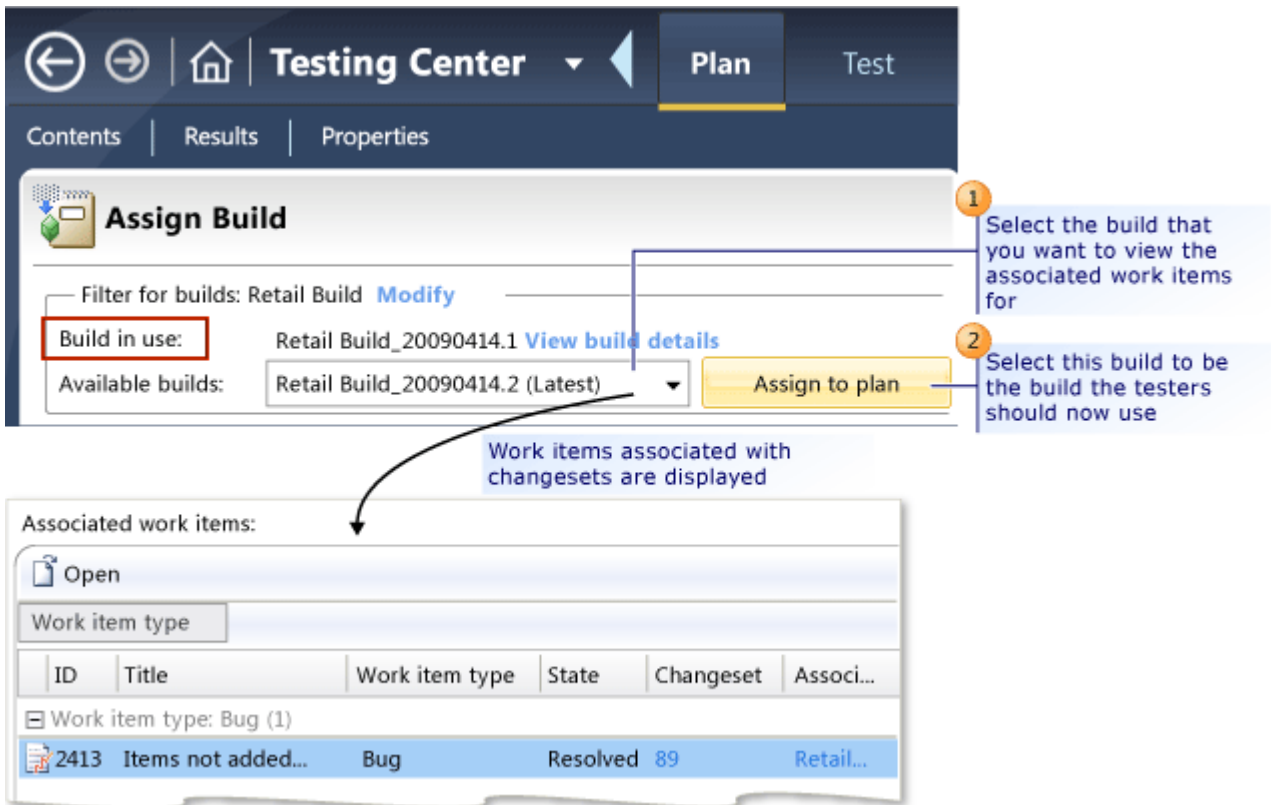 Testing Center
Plan
Test
Contents
Results
Properties
Assign Build
1
Select the build that
you want to view the
associated work items
for
Filter for builds: Retail Build Modify
Build in use:
Retail Build_20090414.1 View build details
Available builds:
Retail Build_20090414.2 (Latest)
Assign to plan
2
Select this build to be
the build the testers
should now use
Work items associated with
changesets are displayed
Associated work items:
Open
Work item type
ID
Title
Work item type
State
Changeset
Associ...
Work item type: Bug (1)
2413
Items not added...
Bug
Resolved
89
Retail...